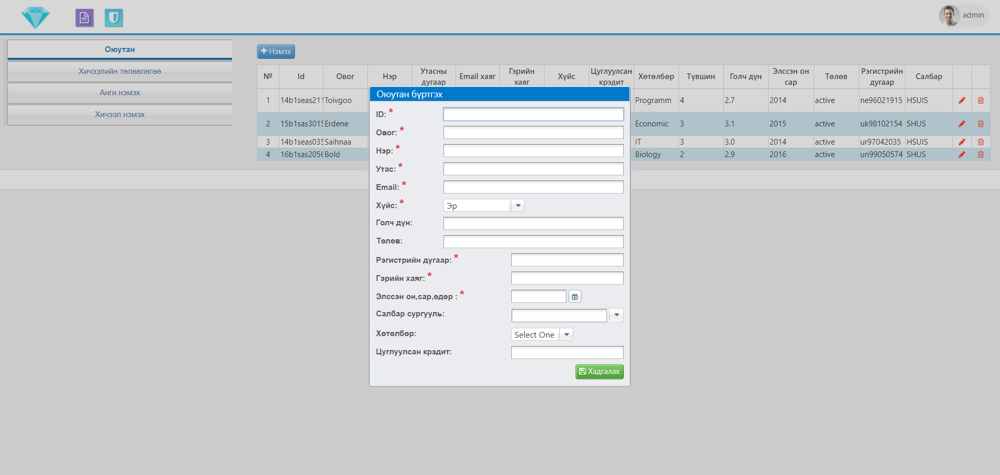 admin
Оюутан
Хичээлийн төлөвлөгөө
Анги нэмэх
Хичээл нэмэх
Нэмэх
№ Id Овог Нэр Утасны дугаар Email хаяг Гэрийн хаяг Хүйс Цуглуулсан крэдит Хөтөлбөр Түвшин Голч дүн Элссэн он сар Төлөв Рэгистрийн дугаар Салбар
1 14b1seas211 Toivgoo Programm 4 2.7 2014 active ne96021915 HSUIS
2 15b1sas3015 Erdene Economic 3 3.1 2015 active uk98102154 SHUS
3 14b1seas035 Saihnaa IT 3 3.0 2014 active ur97042035 HSUIS
4 16b1sas2056 Bold Biology 2 2.9 2016 active un99050574 SHUS
Оюутан бүртгэх
ID: *
Овог: *
Нэр: *
Утас: *
Email: *
Хүйс: * Эр
Голч дүн:
Төлөв:
Рэгистрийн дугаар: *
Гэрийн хаяг: *
Элссэн он,сар,өдөр : *
Салбар сургууль:
Хөтөлбөр: Select One
Цуглуулсан крэдит:
Хадгалах